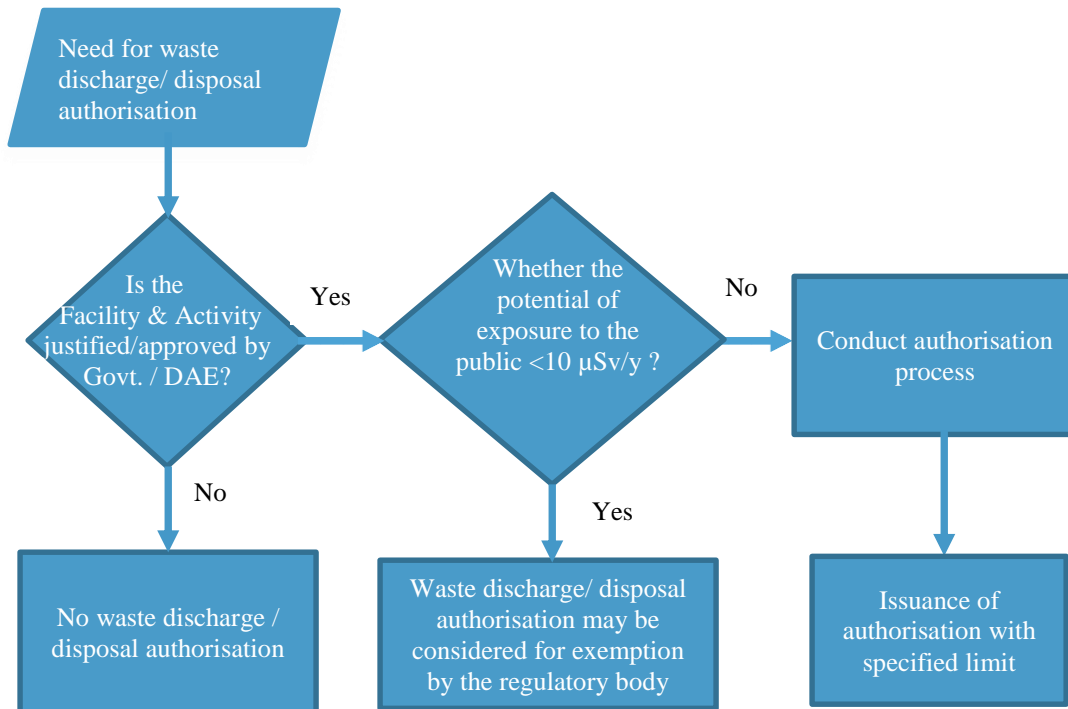 Need for waste
discharge/ disposal
authorisation
Is the
Facility & Activity
justified/approved by
Govt. / DAE?
Yes
No
Whether the
potential of
exposure to the
public <10 µSv/y ?
No
Yes
Conduct authorisation
process
No waste discharge /
disposal authorisation
Waste discharge/ disposal
authorisation may be
considered for exemption
by the regulatory body
Issuance of
authorisation with
specified limit